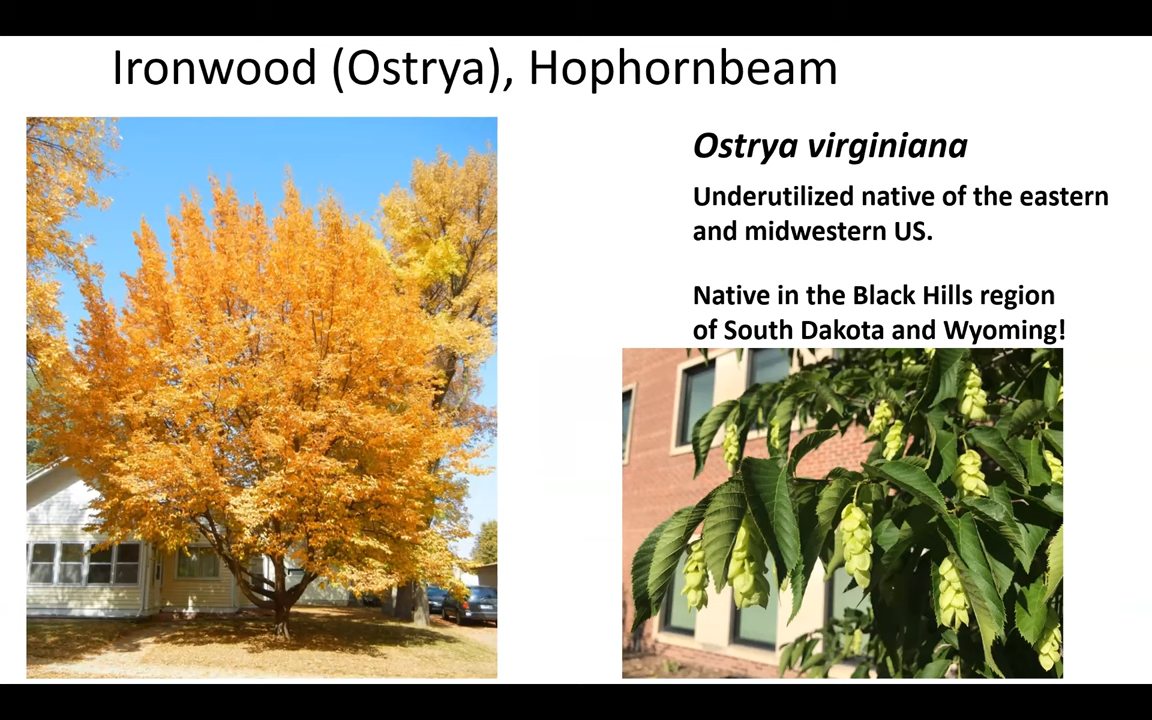 Ironwood (Ostrya), Hophornbeam
Ostrya virginiana
Underutilized native of the eastern
and midwestern US.
Native in the Black Hills region
of South Dakota and Wyoming!